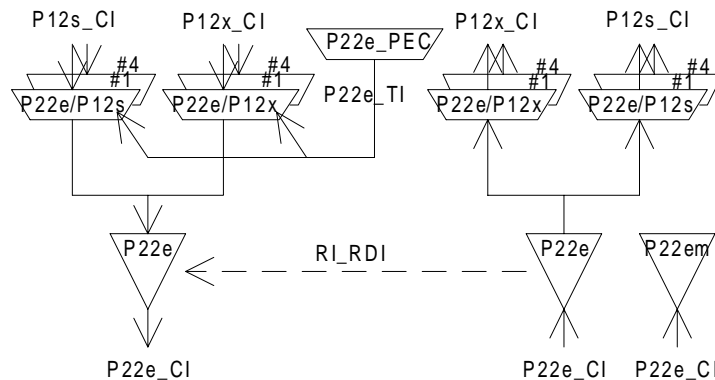 P12s_CI
P12x_CI
P12x_CI
P12s_CI
P22e_PEC
#4
#4
#4
#4
#1
#1
#1
#1
P22e/P12s
P22e/P12x
P22e_TI
P22e/P12x
P22e/P12s
P22e
RI_RDI
P22e
P22em
P22e_CI
P22e_CI
P22e_CI